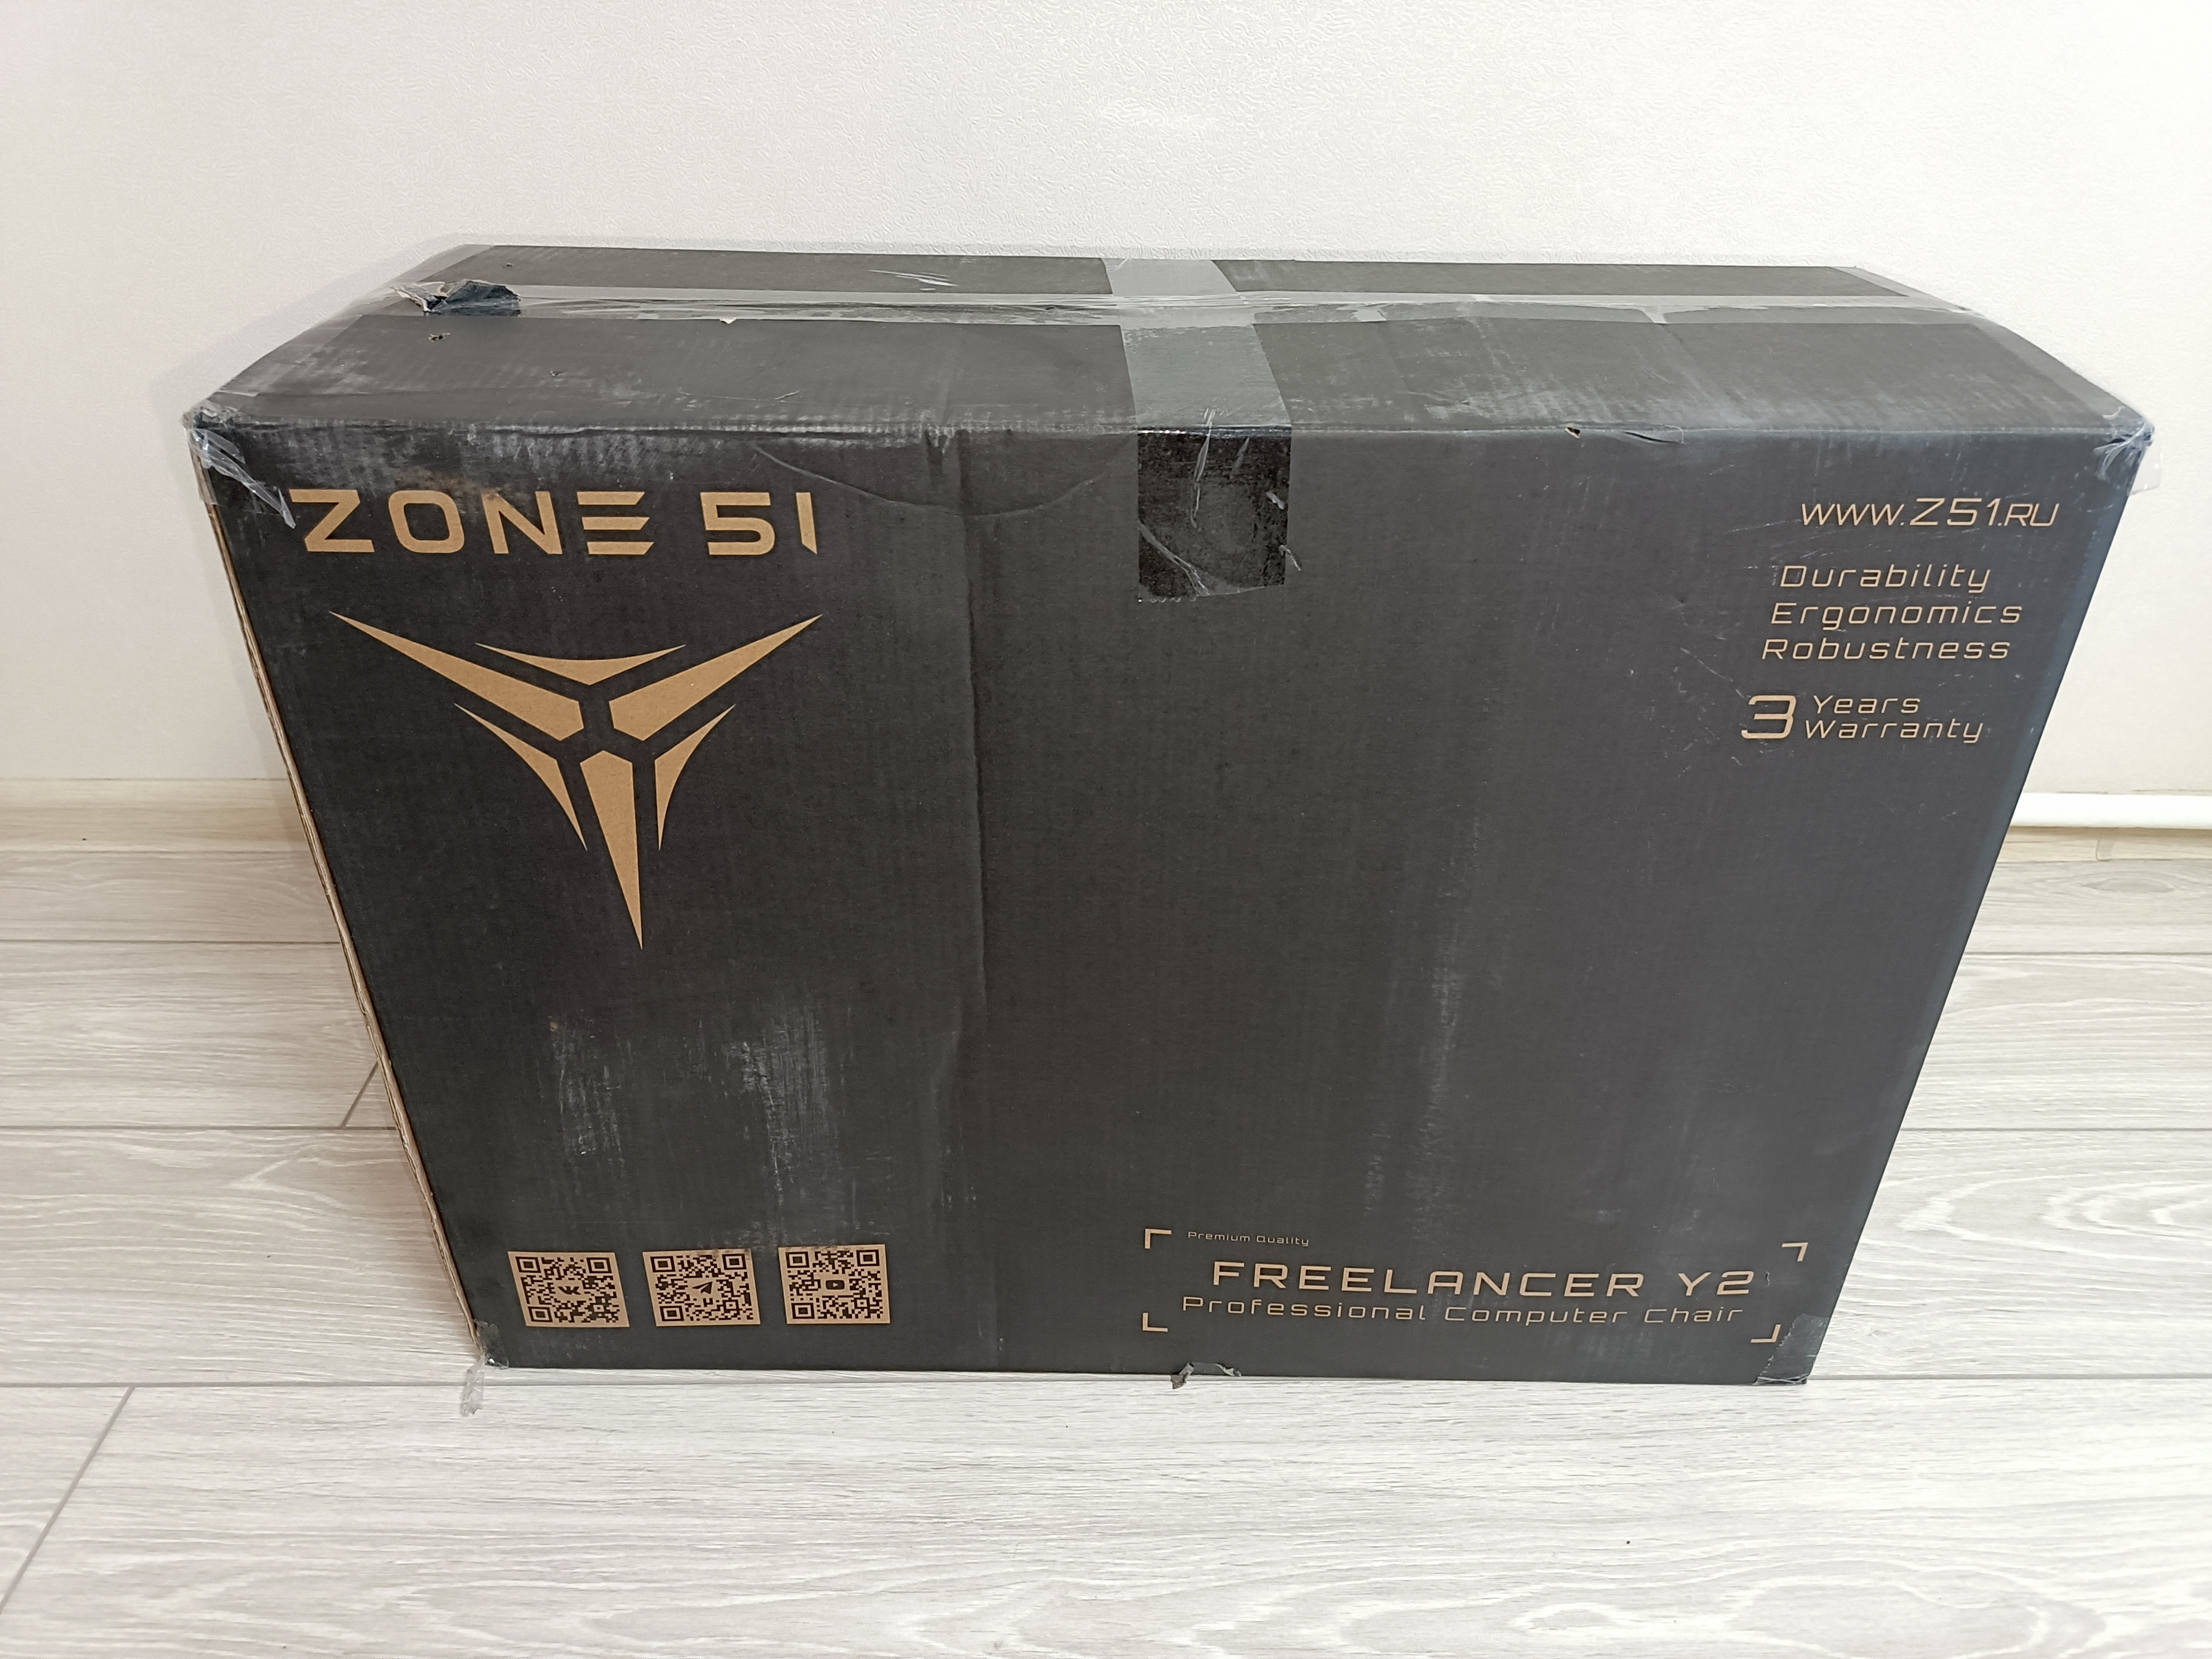 ZONE 51
WWW.Z51.RU
Durability
Ergonomics
Robustness
3 Years
Warranty
Premium Quality
FREELANCER Y2
Professional Computer Chair